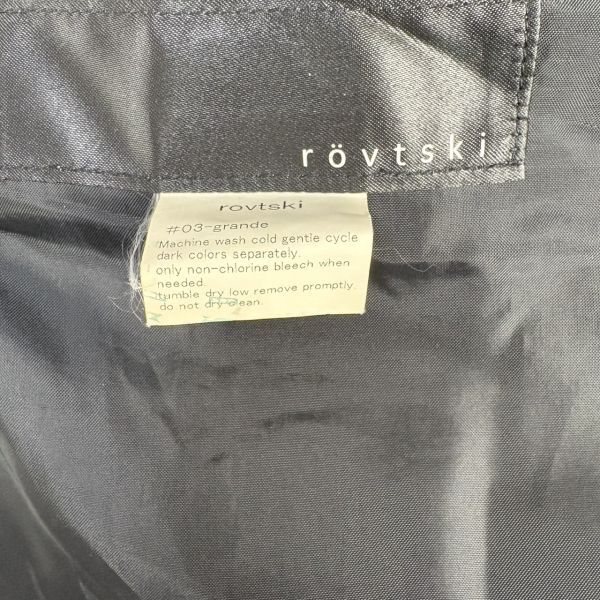 rövtski
rovtski
#03-grande
Machine wash cold gentle cycle
dark colors separately.
only non-chlorine bleech when
needed.
tumble dry low remove promptly.
do not dry clean.